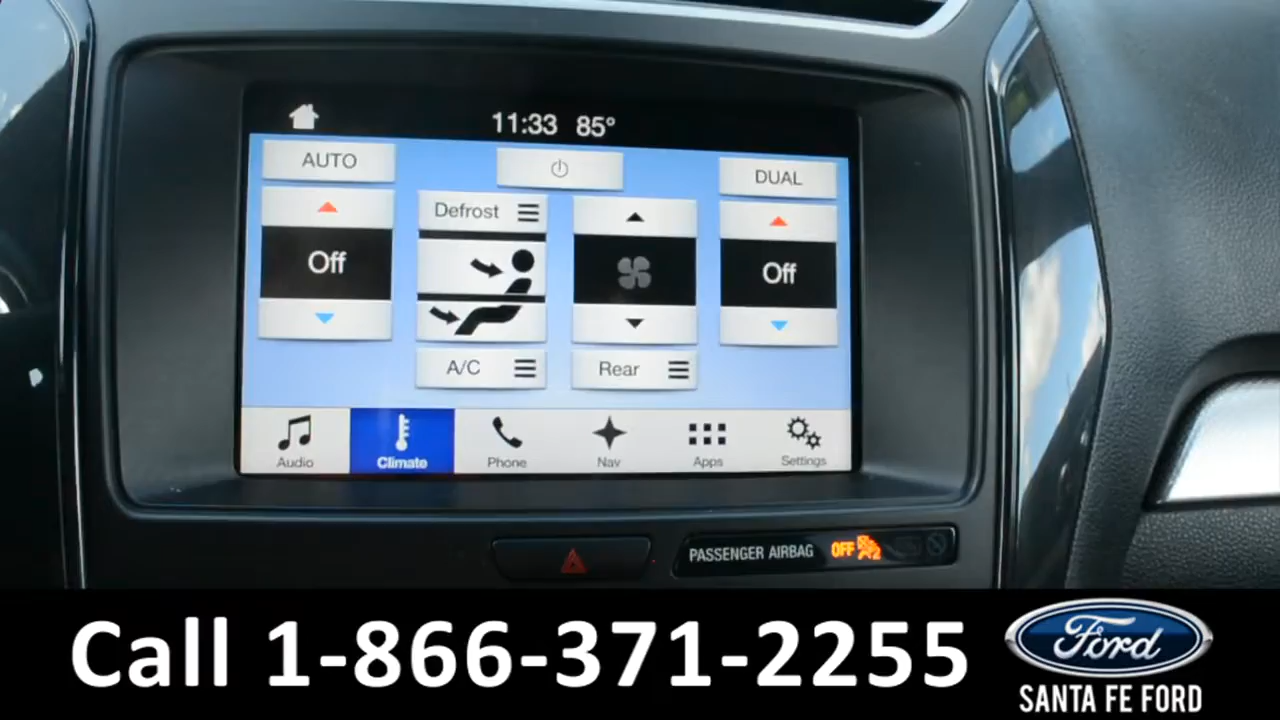 11:33 85°
AUTO
DUAL
Defrost
Off
Off
A/C
Rear
Audio
Climate
Phone
Nav
Apps
Settings
PASSENGER AIRBAG OFF
Call 1-866-371-2255
Ford
SANTA FE FORD